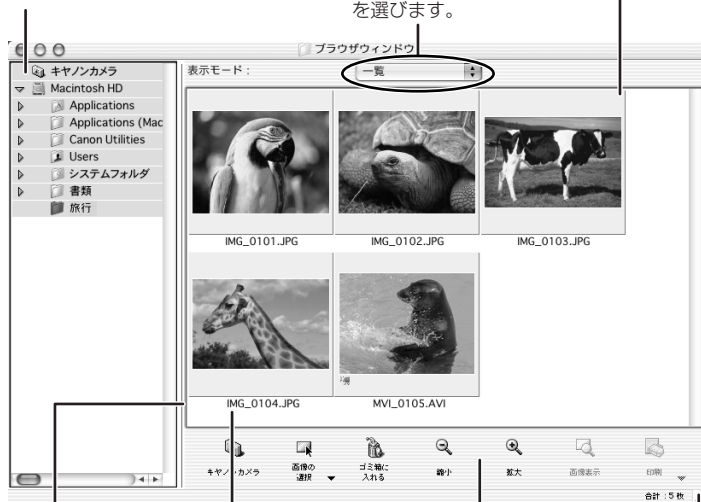 を選びます。
ブラウザウィンドウ
キヤノンカメラ
Macintosh HD
Applications
Applications (Mac
Canon Utilities
Users
システムフォルダ
書類
旅行
表示モード：
一覧
IMG_0101.JPG
IMG_0102.JPG
IMG_0103.JPG
IMG_0104.JPG
MVI_0105.AVI
キヤノンカメラ
画像の
選択
ゴミ箱に
入れる
縮小
拡大
画像表示
印刷
合計：5 枚